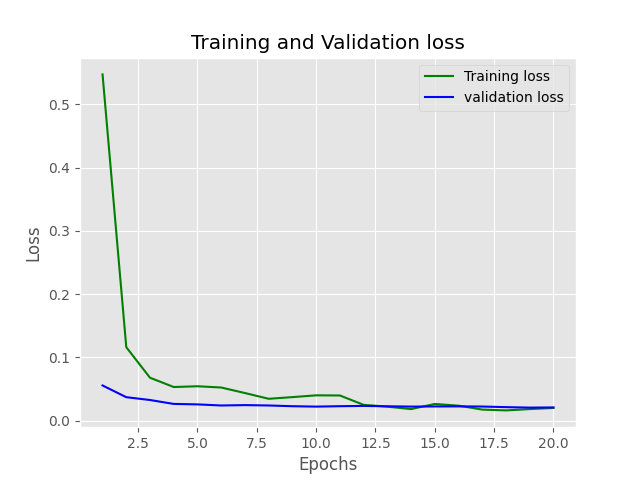 Training and Validation loss
Training loss
validation loss
Loss
0.5
0.4
0.3
0.2
0.1
0.0
2.5 5.0 7.5 10.0 12.5 15.0 17.5 20.0
Epochs